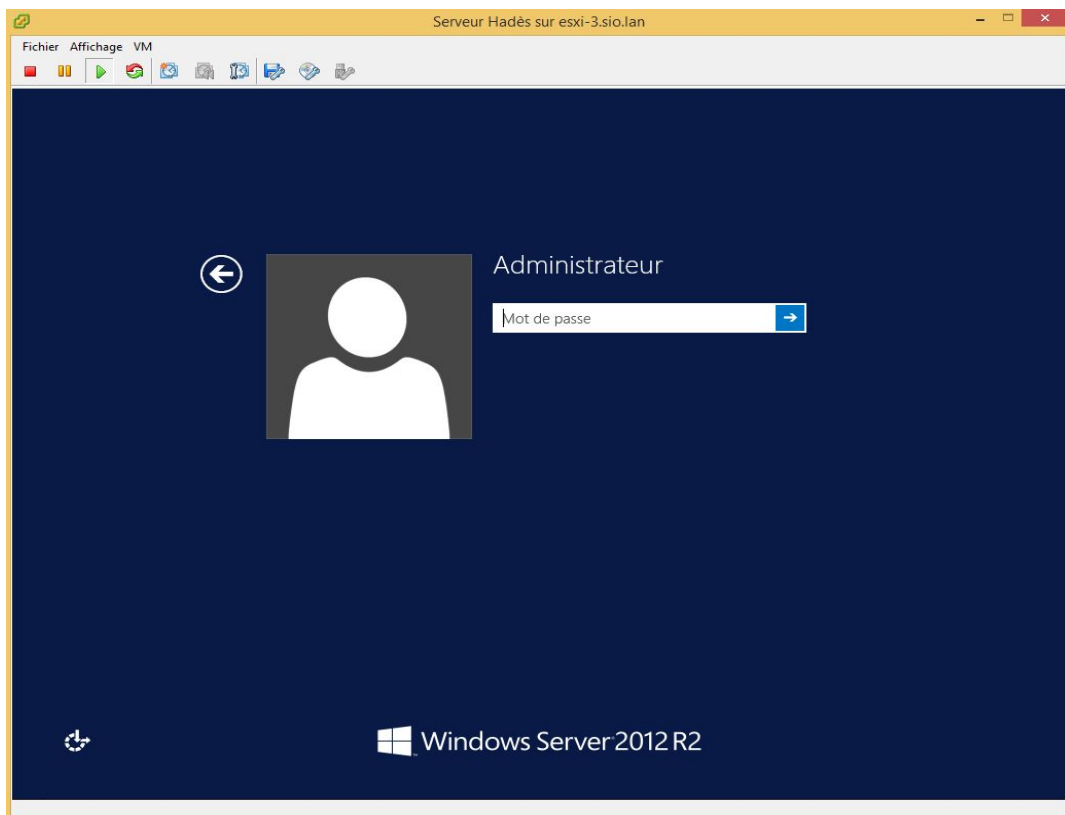 Serveur Hadès sur esxi-3.sio.lan
Fichier Affichage VM
Administrateur
Mot de passe
Windows Server 2012 R2